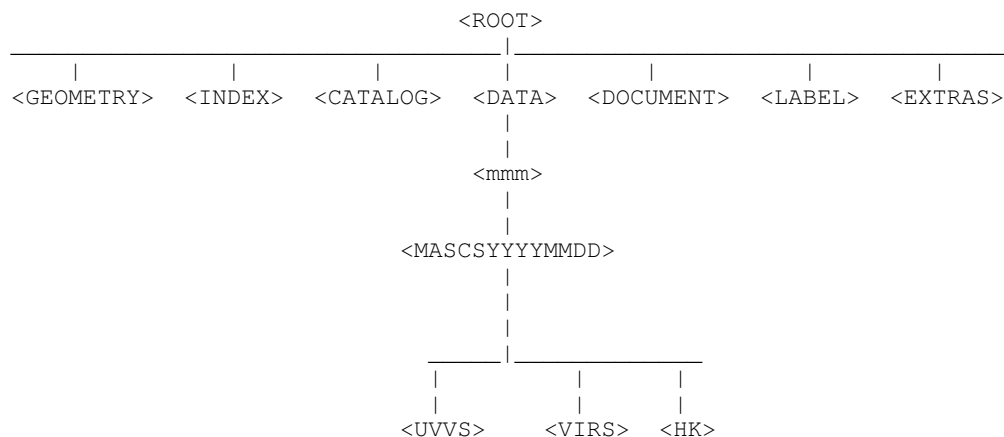 <ROOT>
<GEOMETRY> <INDEX> <CATALOG> <DATA> <DOCUMENT> <LABEL> <EXTRAS>
<mmm>
<MASCSYYYYMMDD>
<UVVS> <VIRS> <HK>